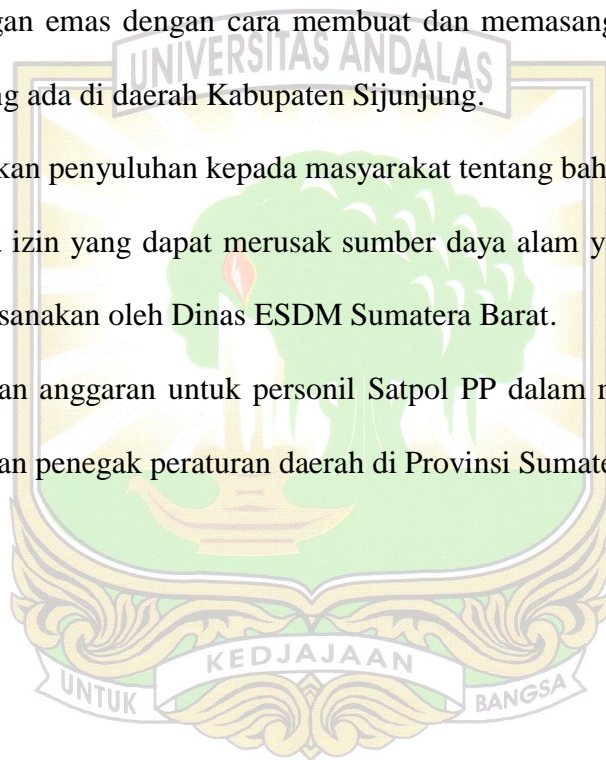 gan emas dengan cara membuat dan memasang
UNIVERSITAS ANDALAS
ng ada di daerah Kabupaten Sijunjung.
kan penyuluhan kepada masyarakat tentang bah
izin yang dapat merusak sumber daya alam y
sanakan oleh Dinas ESDM Sumatera Barat.
an anggaran untuk personil Satpol PP dalam
an penegak peraturan daerah di Provinsi Sumate
KEDJAJAAN
UNTUK BANGSA